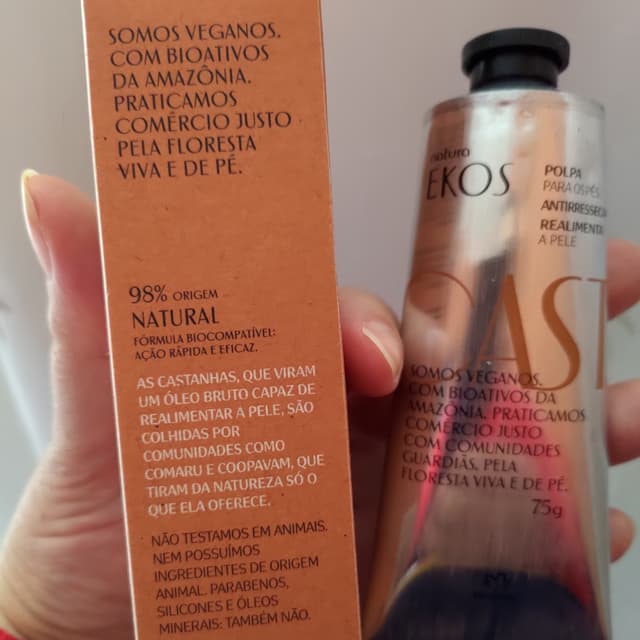 SOMOS VEGANOS.
COM BIOATIVOS
DA AMAZÔNIA.
PRATICAMOS
COMÉRCIO JUSTO
PELA FLORESTA
VIVA E DE PÉ.
98% ORIGEM
NATURAL
FÓRMULA BIOCOMPATÍVEL:
AÇÃO RÁPIDA E EFICAZ.
AS CASTANHAS, QUE VIRAM
UM ÓLEO BRUTO CAPAZ DE
REALIMENTAR A PELE, SÃO
COLHIDAS POR
COMUNIDADES COMO
COMARU E COOPAVAM, QUE
TIRAM DA NATUREZA SÓ O
QUE ELA OFERECE.
NÃO TESTAMOS EM ANIMAIS.
NEM POSSUÍMOS
INGREDIENTES DE ORIGEM
ANIMAL. PARABENOS,
SILICONES E ÓLEOS
MINERAIS: TAMBÉM NÃO.
natura
EKOS
POLPA
PARA OS PÉS
ANTIRRESSEC
REALIMENTA
A PELE
CAST
SOMOS VEGANOS.
COM BIOATIVOS DA
AMAZÔNIA. PRATICAMOS
COMÉRCIO JUSTO
COM COMUNIDADES
GUARDIÃS, PELA
FLORESTA VIVA E DE PÉ.
75g